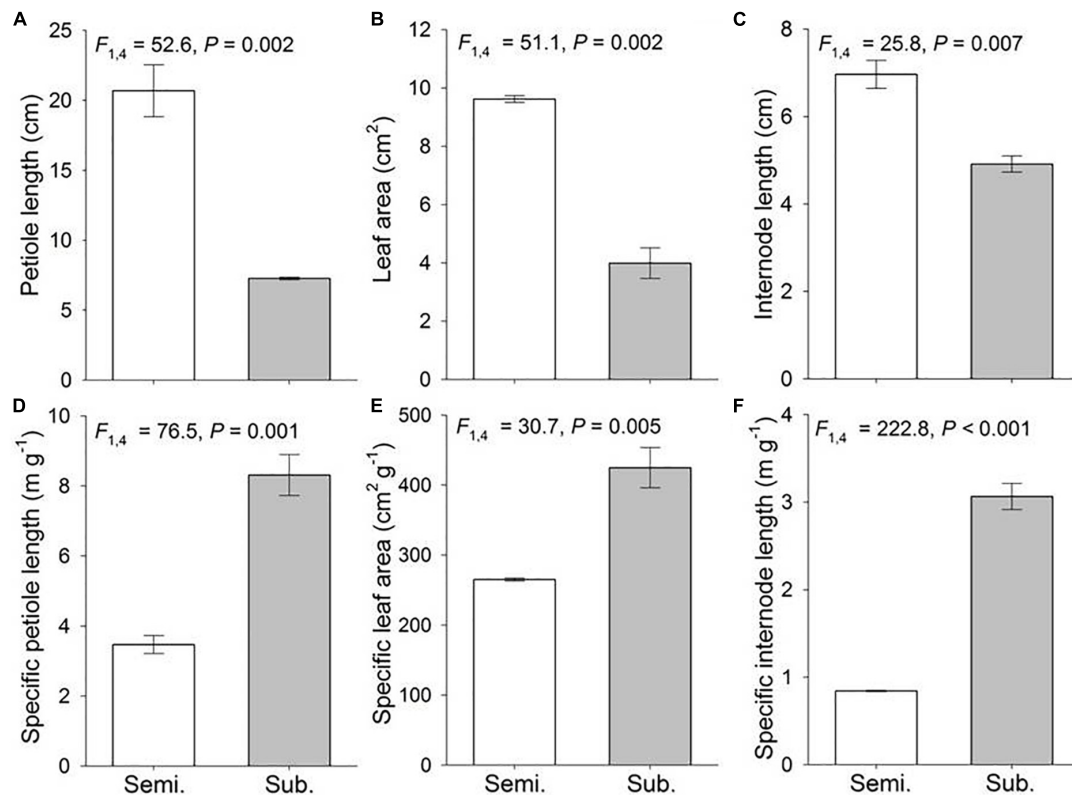 A
F1,4 = 52.6, P = 0.002
Petiole length (cm)
25
20
15
10
5
0
B
F1,4 = 51.1, P = 0.002
Leaf area (cm2)
12
10
8
6
4
2
0
C
F1,4 = 25.8, P = 0.007
Internode length (cm)
8
6
4
2
0
D
F1,4 = 76.5, P = 0.001
Specific petiole length (m g-1)
10
8
6
4
2
0
Semi. Sub.
E
F1,4 = 30.7, P = 0.005
Specific leaf area (cm2 g-1)
500
400
300
200
100
0
Semi. Sub.
F
F1,4 = 222.8, P < 0.001
Specific internode length (m g-1)
4
3
2
1
0
Semi. Sub.